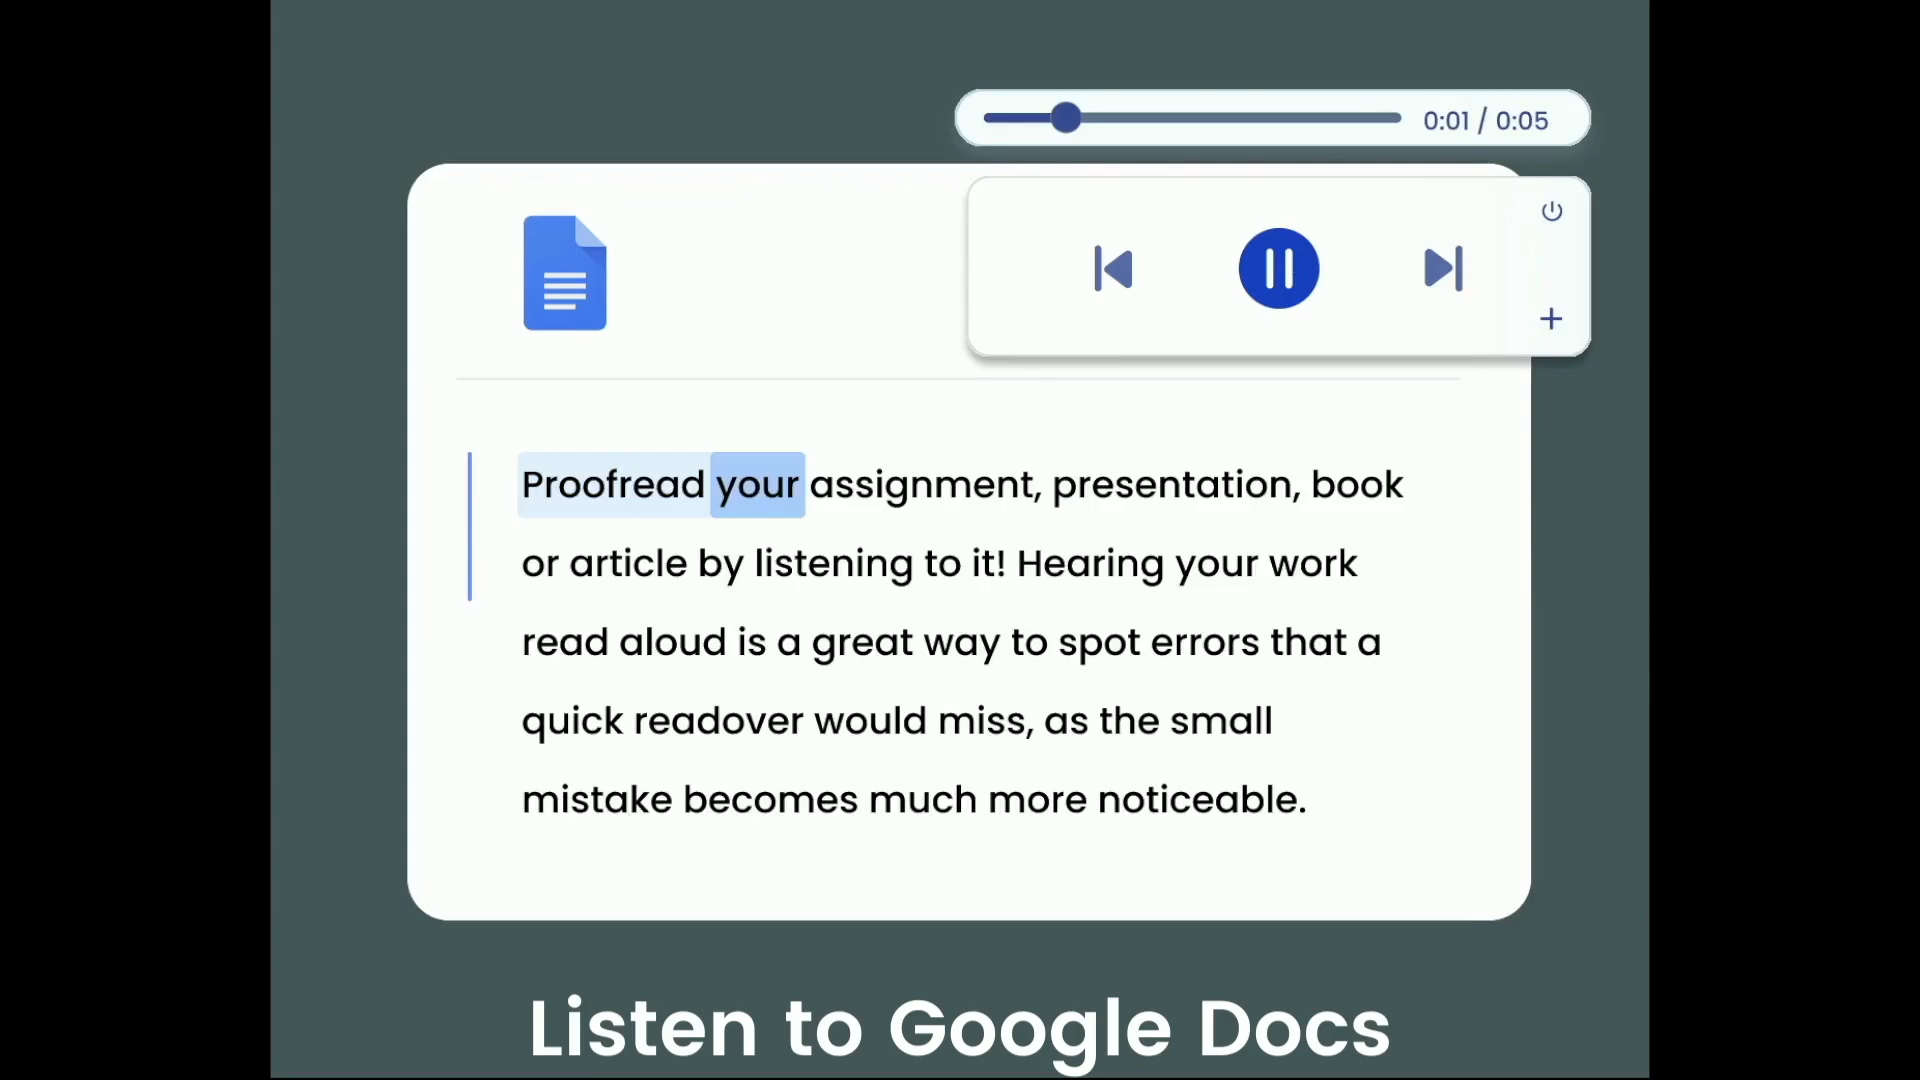 0:01 / 0:05
Proofread your assignment, presentation, book
or article by listening to it! Hearing your work
read aloud is a great way to spot errors that a
quick readover would miss, as the small
mistake becomes much more noticeable.
Listen to Google Docs